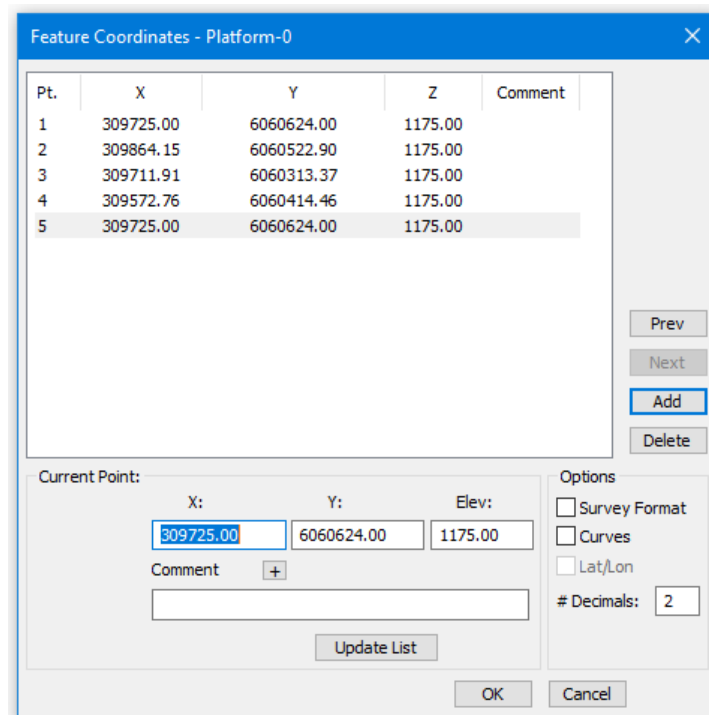 Feature Coordinates - Platform-0
Pt. X Y Z Comment
1 309725.00 6060624.00 1175.00
2 309864.15 6060522.90 1175.00
3 309711.91 6060313.37 1175.00
4 309572.76 6060414.46 1175.00
5 309725.00 6060624.00 1175.00
Prev
Next
Add
Delete
Current Point:
X: Y: Elev:
309725.00 6060624.00 1175.00
Comment +
Update List
Options
Survey Format
Curves
Lat/Lon
# Decimals: 2
OK Cancel